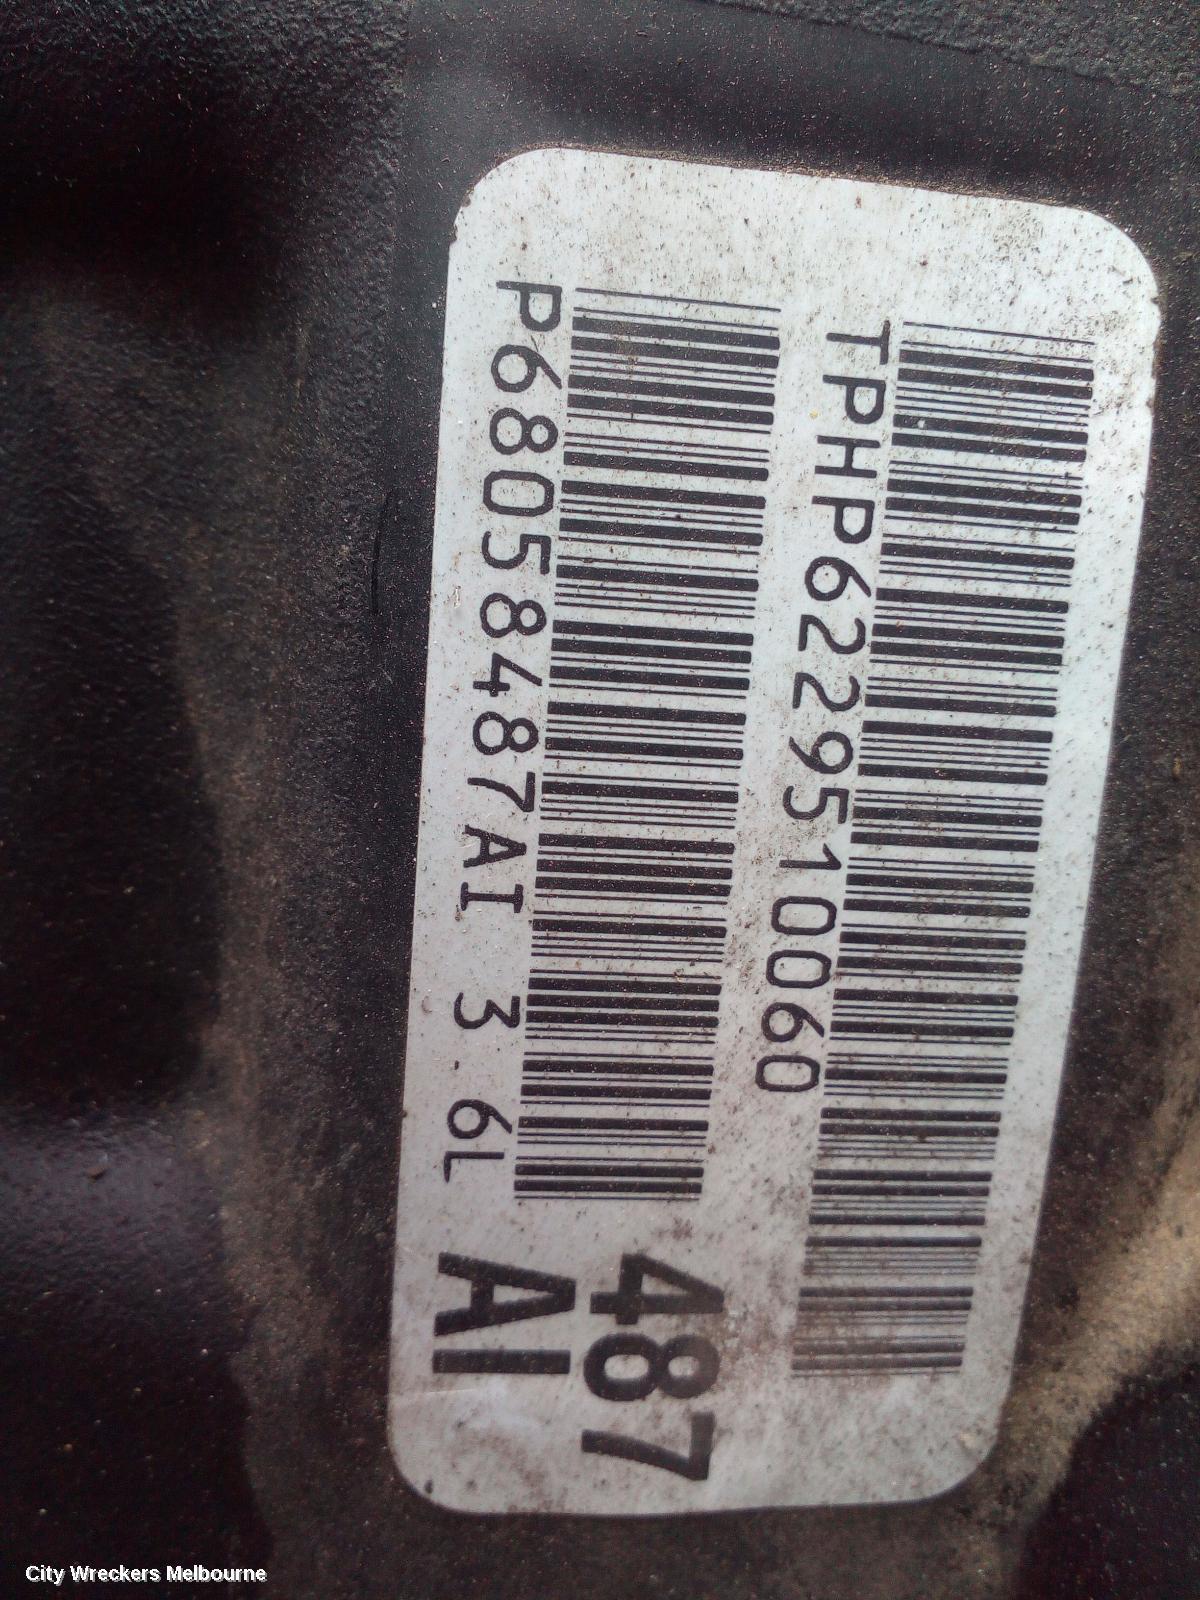 TPHP6229510060
P68058487AI 3.6L
487
AI
City Wreckers Melbourne